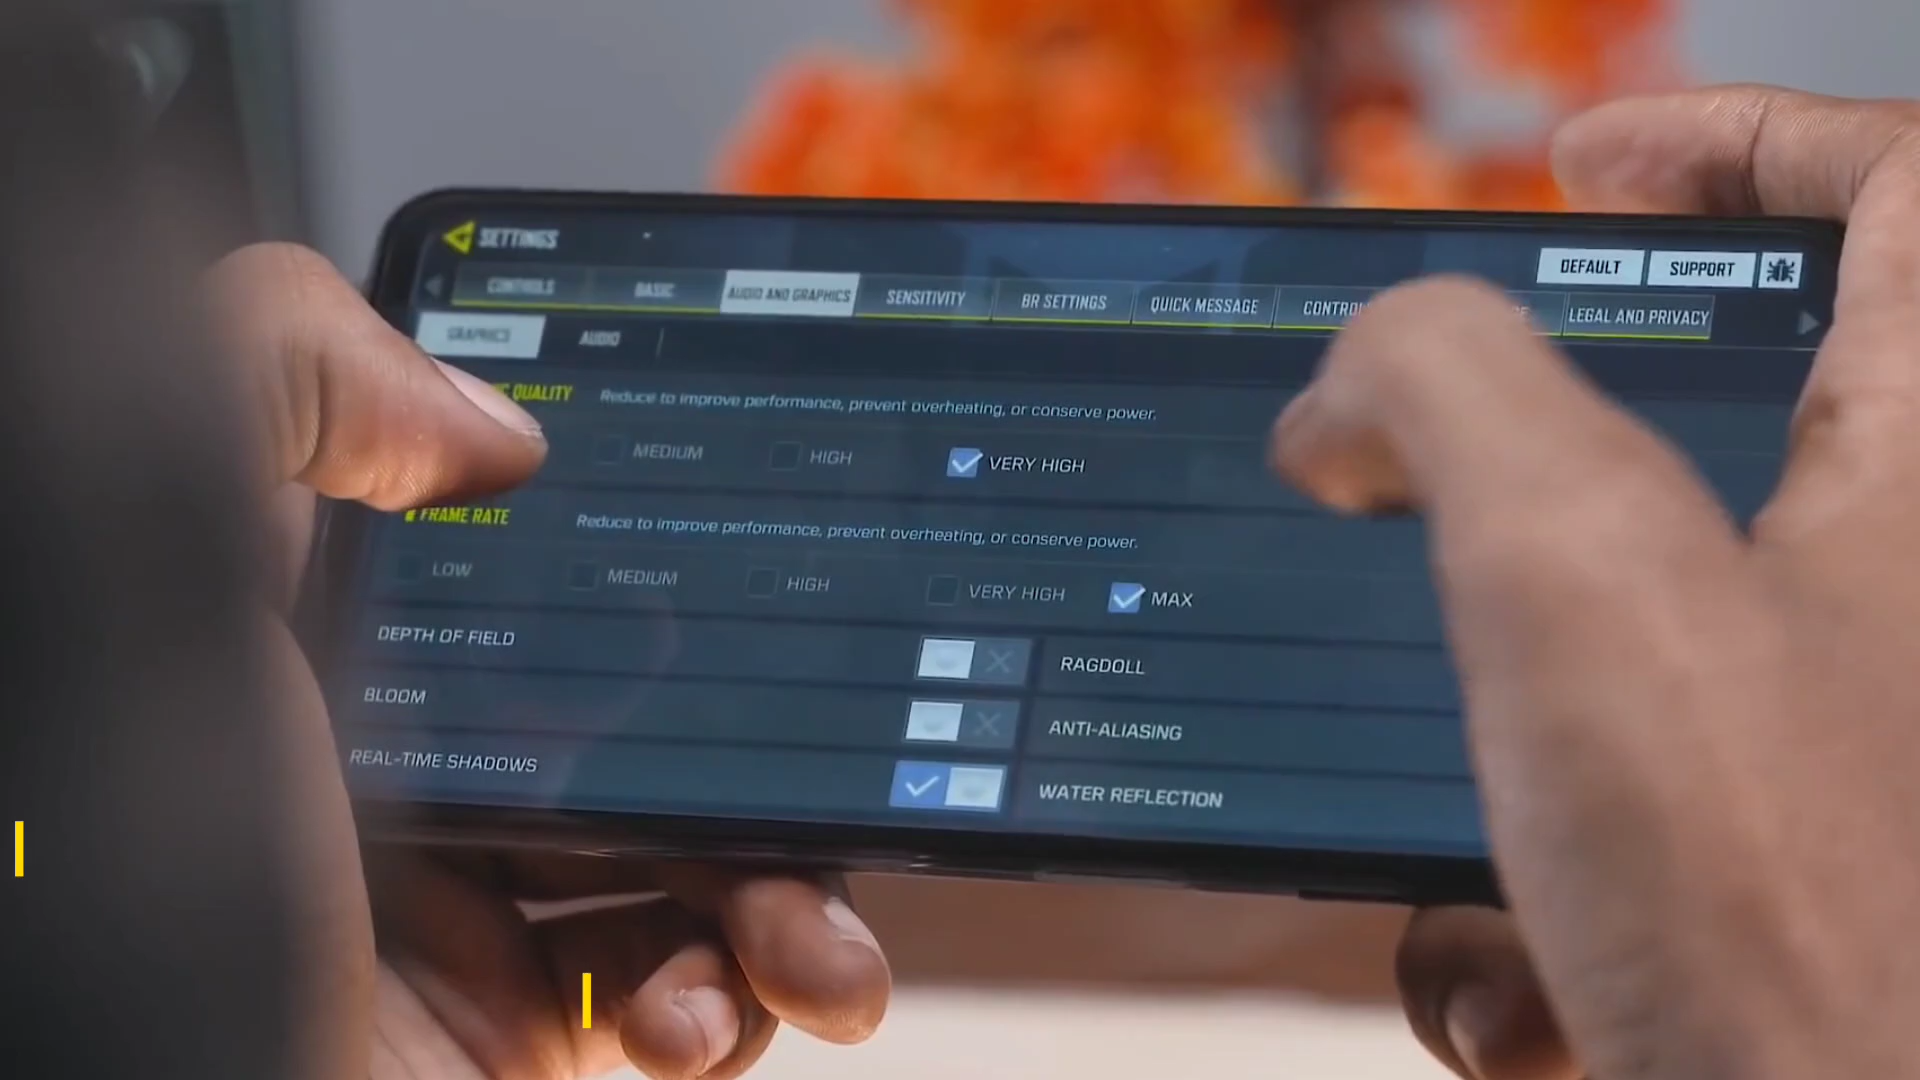 SETTINGS
DEFAULT SUPPORT
CONTROLS BASIC AUDIO AND GRAPHICS SENSITIVITY BR SETTINGS QUICK MESSAGE LEGAL AND PRIVACY
GRAPHICS AUDIO
QUALITY Reduce to improve performance, prevent overheating, or conserve power.
MEDIUM HIGH VERY HIGH
FRAME RATE Reduce to improve performance, prevent overheating, or conserve power.
LOW MEDIUM HIGH VERY HIGH MAX
DEPTH OF FIELD RAGDOLL
BLOOM ANTI-ALIASING
REAL-TIME SHADOWS WATER REFLECTION